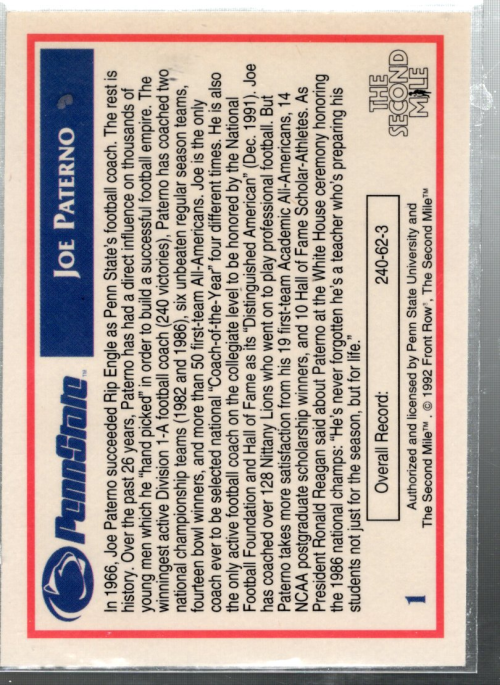 PennState™
JOE PATERNO
In 1966, Joe Paterno succeeded Rip Engle as Penn State's football coach. The rest is
history. Over the past 26 years, Paterno has had a direct influence on thousands of
young men which he "hand picked" in order to build a successful football empire. The
winningest active Division 1-A football coach (240 victories), Paterno has coached two
national championship teams (1982 and 1986), six unbeaten regular season teams,
fourteen bowl winners, and more than 50 first-team All-Americans. Joe is the only
coach ever to be selected national "Coach-of-the-Year" four different times. He is also
the only active football coach on the collegiate level to be honored by the National
Football Foundation and Hall of Fame as its "Distinguished American" (Dec. 1991). Joe
has coached over 128 Nittany Lions who went on to play professional football. But
Paterno takes more satisfaction from his 19 first-team Academic All-Americans, 14
NCAA postgraduate scholarship winners, and 10 Hall of Fame Scholar-Athletes. As
President Ronald Reagan said about Paterno at the White House ceremony honoring
the 1986 national champs: "He's never forgotten he's a teacher who's preparing his
students not just for the season, but for life."
Overall Record: 240-62-3
THE
SECOND
MILE
1
Authorized and licensed by Penn State University and
The Second Mile™. © 1992 Front Row®, The Second Mile™